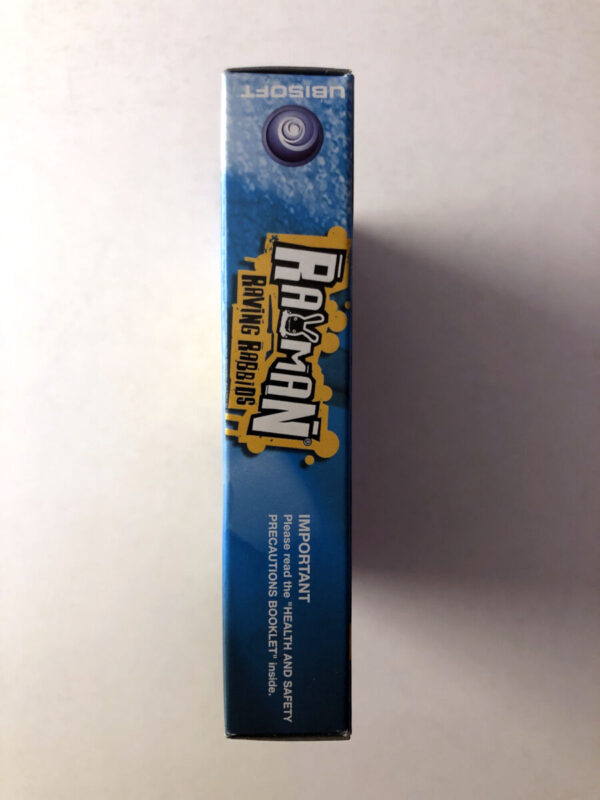 UBISOFT
RAYMAN
RAVING RABBIDS
IMPORTANT
Please read the "HEALTH AND SAFETY
PRECAUTIONS BOOKLET" inside.